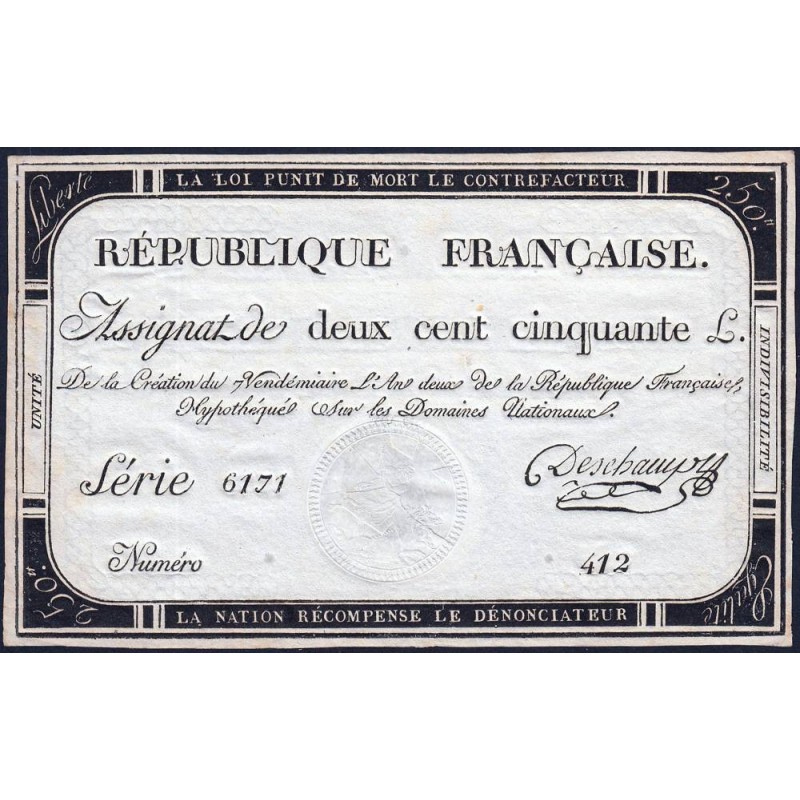 Liberté
LA LOI PUNIT DE MORT LE CONTREFACTEUR
250.ᴴ
RÉPUBLIQUE FRANÇAISE.
Assignat de deux cent cinquante L.
De la Création du 7 Vendémiaire L'An deux de la République Française,
Hypothéqué Sur les Domaines Nationaux.
UNITÉ
INDIVISIBILITÉ
Série 6171
Deschamps
Numéro 412
250.ᴴ
LA NATION RÉCOMPENSE LE DÉNONCIATEUR
Egalité